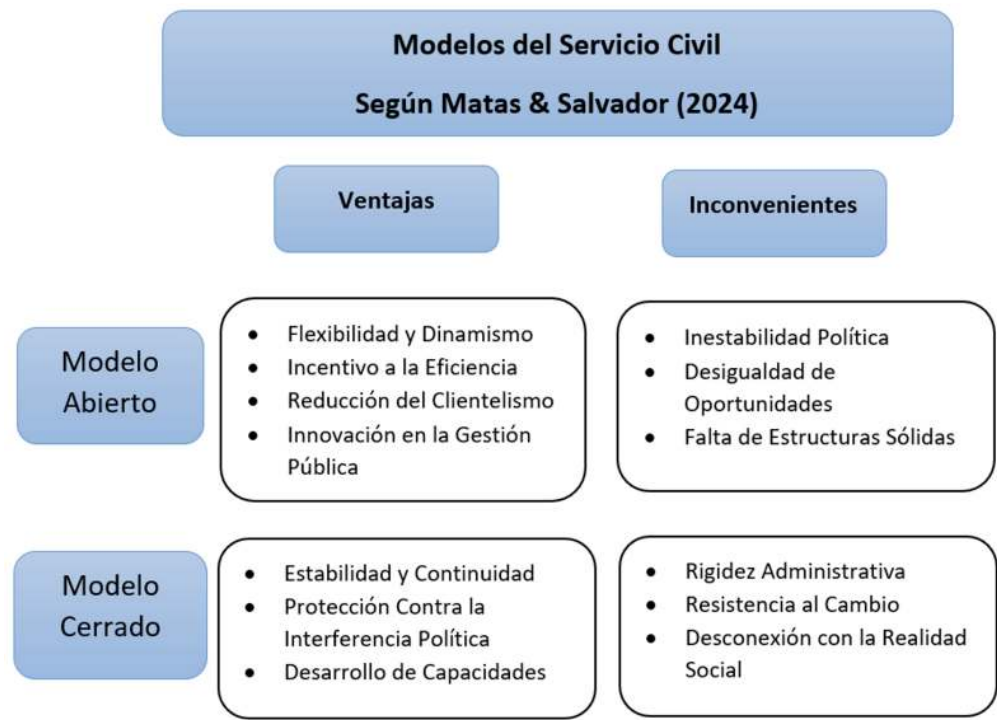 Modelos del Servicio Civil
Según Matas & Salvador (2024)
Ventajas
Inconvenientes
Modelo
Abierto
• Flexibilidad y Dinamismo
• Incentivo a la Eficiencia
• Reducción del Clientelismo
• Innovación en la Gestión
Pública
• Inestabilidad Política
• Desigualdad de
Oportunidades
• Falta de Estructuras Sólidas
Modelo
Cerrado
• Estabilidad y Continuidad
• Protección Contra la
Interferencia Política
• Desarrollo de Capacidades
• Rigidez Administrativa
• Resistencia al Cambio
• Desconexión con la Realidad
Social